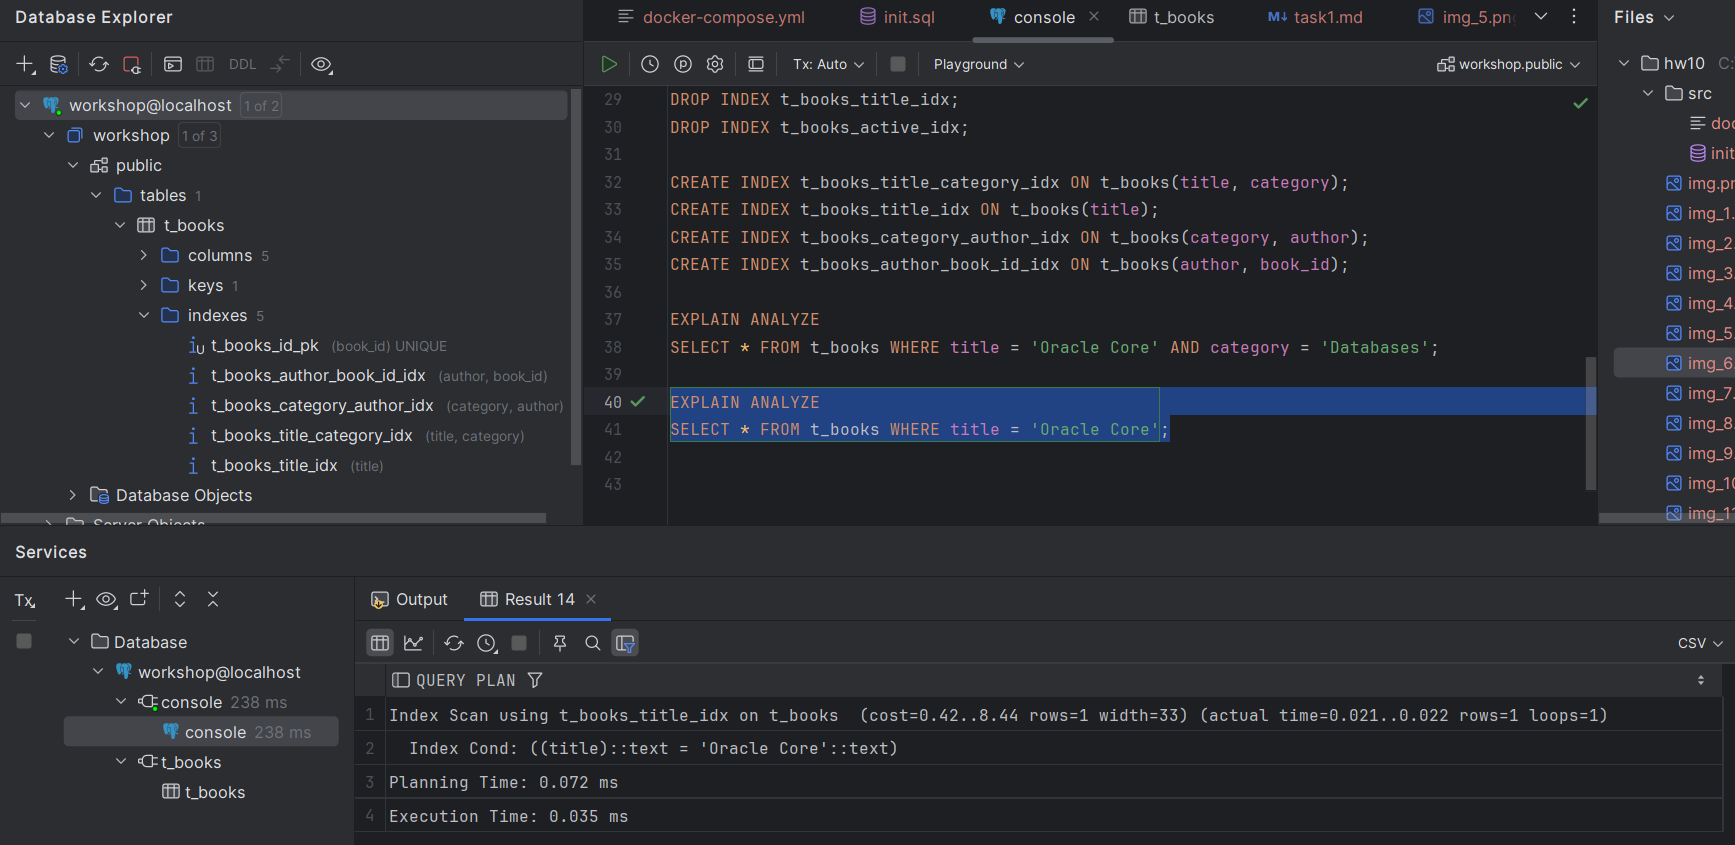 Database Explorer
DDL
workshop@localhost 1 of 2
workshop 1 of 3
public
tables 1
t_books
columns 5
keys 1
indexes 5
t_books_id_pk (book_id) UNIQUE
t_books_author_book_id_idx (author, book_id)
t_books_category_author_idx (category, author)
t_books_title_category_idx (title, category)
t_books_title_idx (title)
Database Objects
Server Objects
docker-compose.yml init.sql console t_books M↓ task1.md img_5.png
Tx: Auto Playground workshop.public
29 DROP INDEX t_books_title_idx;
30 DROP INDEX t_books_active_idx;
31
32 CREATE INDEX t_books_title_category_idx ON t_books(title, category);
33 CREATE INDEX t_books_title_idx ON t_books(title);
34 CREATE INDEX t_books_category_author_idx ON t_books(category, author);
35 CREATE INDEX t_books_author_book_id_idx ON t_books(author, book_id);
36
37 EXPLAIN ANALYZE
38 SELECT * FROM t_books WHERE title = 'Oracle Core' AND category = 'Databases';
39
40 EXPLAIN ANALYZE
41 SELECT * FROM t_books WHERE title = 'Oracle Core';
42
43
Files
hw10 C:
src
doc
init
img.pn
img_1.
img_2.
img_3.
img_4.
img_5.
img_6.
img_7.
img_8.
img_9.
img_10
img_11
Services
Tx
Database
workshop@localhost
console 238 ms
console 238 ms
t_books
t_books
Output Result 14
CSV
QUERY PLAN
1 Index Scan using t_books_title_idx on t_books (cost=0.42..8.44 rows=1 width=33) (actual time=0.021..0.022 rows=1 loops=1)
2 Index Cond: ((title)::text = 'Oracle Core'::text)
3 Planning Time: 0.072 ms
4 Execution Time: 0.035 ms